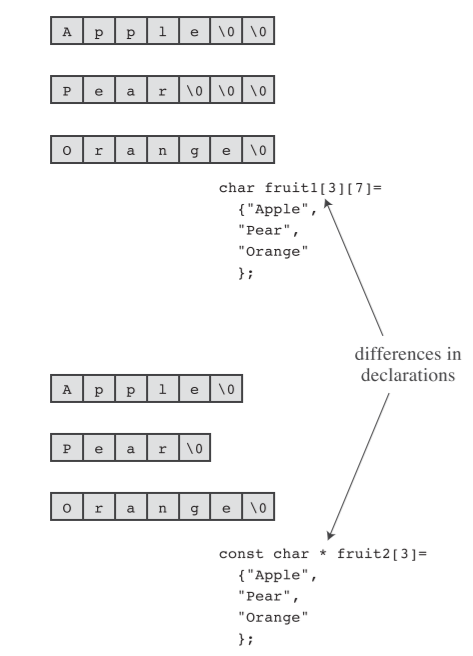 A p p l e \0 \0
P e a r \0 \0 \0
O r a n g e \0
char fruit1[3][7]=
{"Apple",
"Pear",
"Orange"
};
differences in
declarations
A p p l e \0
P e a r \0
O r a n g e \0
const char * fruit2[3]=
{"Apple",
"Pear",
"Orange"
};